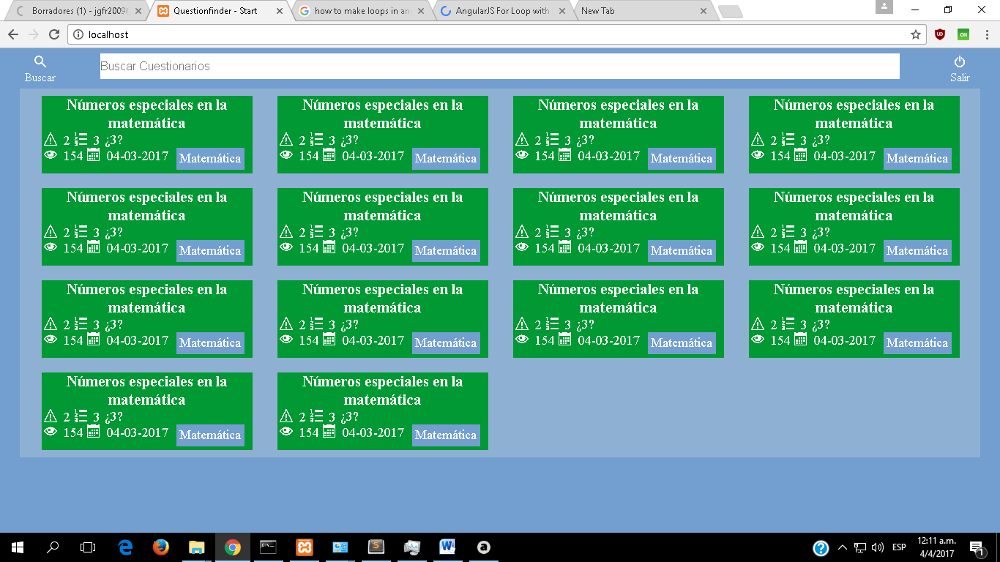 Borradores (1) - jgfr2009@
Questionfinder - Start
how to make loops in an
AngularJS For Loop with
New Tab
localhost
UD
ON
Buscar
Buscar Cuestionarios
Salir
Números especiales en la
matemática
2 3 ¿3?
154 04-03-2017 Matemática
Números especiales en la
matemática
2 3 ¿3?
154 04-03-2017 Matemática
Números especiales en la
matemática
2 3 ¿3?
154 04-03-2017 Matemática
Números especiales en la
matemática
2 3 ¿3?
154 04-03-2017 Matemática
Números especiales en la
matemática
2 3 ¿3?
154 04-03-2017 Matemática
Números especiales en la
matemática
2 3 ¿3?
154 04-03-2017 Matemática
Números especiales en la
matemática
2 3 ¿3?
154 04-03-2017 Matemática
Números especiales en la
matemática
2 3 ¿3?
154 04-03-2017 Matemática
Números especiales en la
matemática
2 3 ¿3?
154 04-03-2017 Matemática
Números especiales en la
matemática
2 3 ¿3?
154 04-03-2017 Matemática
Números especiales en la
matemática
2 3 ¿3?
154 04-03-2017 Matemática
Números especiales en la
matemática
2 3 ¿3?
154 04-03-2017 Matemática
Números especiales en la
matemática
2 3 ¿3?
154 04-03-2017 Matemática
Números especiales en la
matemática
2 3 ¿3?
154 04-03-2017 Matemática
ESP
12:11 a.m.
4/4/2017
1